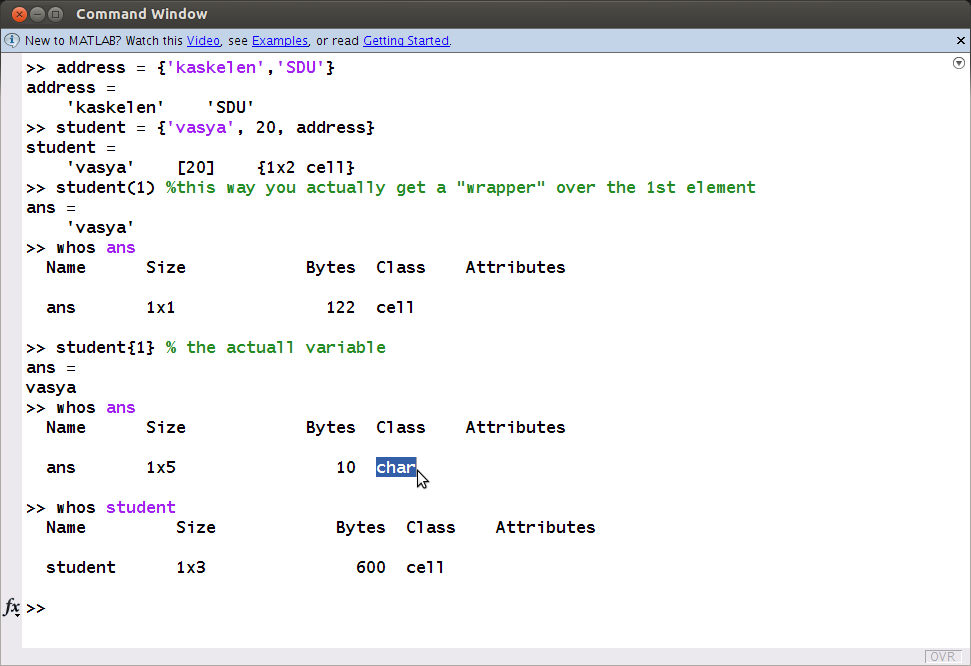 Command Window
New to MATLAB? Watch this Video, see Examples, or read Getting Started.
>> address = {'kaskelen','SDU'}
address =
    'kaskelen'    'SDU'
>> student = {'vasya', 20, address}
student =
    'vasya'    [20]    {1x2 cell}
>> student(1) %this way you actually get a "wrapper" over the 1st element
ans =
    'vasya'
>> whos ans
  Name      Size            Bytes  Class    Attributes
  ans       1x1               122  cell
>> student{1} % the actuall variable
ans =
vasya
>> whos ans
  Name      Size            Bytes  Class    Attributes
  ans       1x5                10  char
>> whos student
  Name         Size            Bytes  Class    Attributes
  student      1x3               600  cell
fx >>
OVR